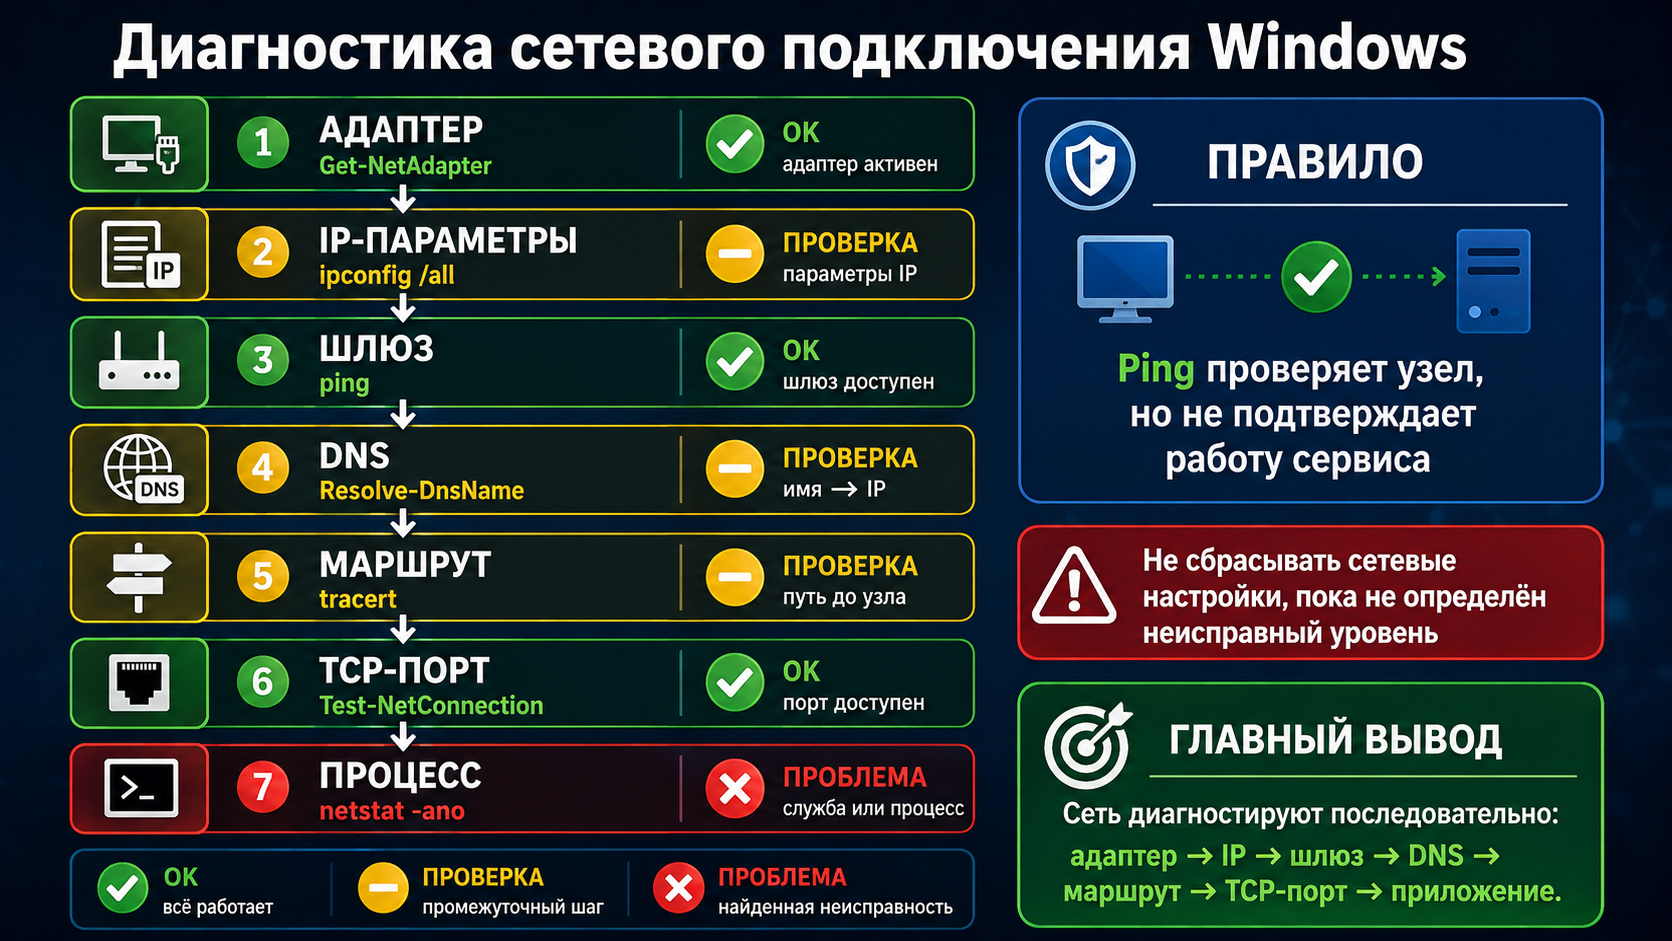 Диагностика сетевого подключения Windows
1
АДАПТЕР
Get-NetAdapter
OK
адаптер активен
IP
2
IP-ПАРАМЕТРЫ
ipconfig /all
ПРОВЕРКА
параметры IP
3
ШЛЮЗ
ping
OK
шлюз доступен
DNS
4
DNS
Resolve-DnsName
ПРОВЕРКА
имя → IP
5
МАРШРУТ
tracert
ПРОВЕРКА
путь до узла
6
TCP-ПОРТ
Test-NetConnection
OK
порт доступен
>_
7
ПРОЦЕСС
netstat -ano
ПРОБЛЕМА
служба или процесс
OK
всё работает
ПРОВЕРКА
промежуточный шаг
ПРОБЛЕМА
найденная неисправность
ПРАВИЛО
Ping проверяет узел,
но не подтверждает
работу сервиса
Не сбрасывать сетевые
настройки, пока не определён
неисправный уровень
ГЛАВНЫЙ ВЫВОД
Сеть диагностируют последовательно:
адаптер → IP → шлюз → DNS →
маршрут → TCP-порт → приложение.